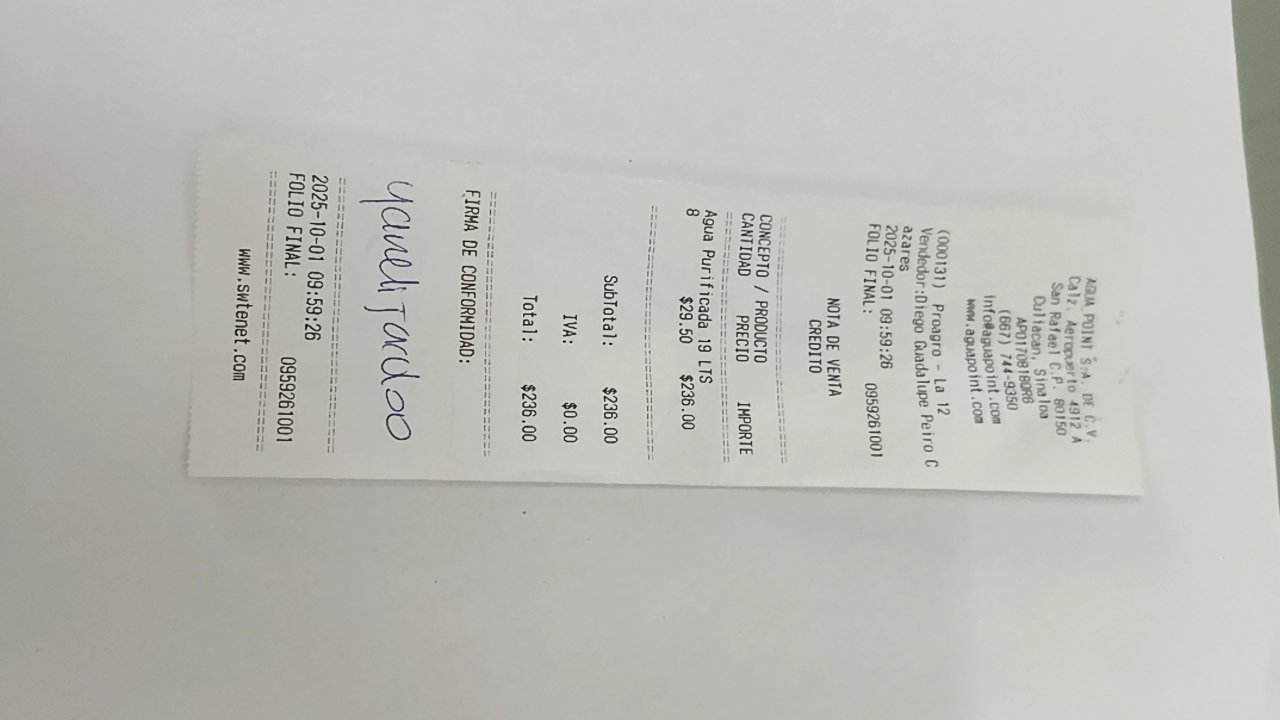 AGUA POINT S.A. DE C.V.
Calz. Aeropuerto 4912 A
San Rafael C.P. 80150
Culiacan, Sinaloa
(667) 744-9350
info@aguapoint.com
www.aguapoint.com
(000131) Proagro - La 12
Vendedor:Diego Guadalupe Peiro C
azares
2025-10-01 09:59:26
FOLIO FINAL: 0959261001
NOTA DE VENTA
CREDITO
CONCEPTO / PRODUCTO
CANTIDAD PRECIO IMPORTE
Agua Purificada 19 LTS
8 $29.50 $236.00
SubTotal: $236.00
IVA: $0.00
Total: $236.00
FIRMA DE CONFORMIDAD:
2025-10-01 09:59:26
FOLIO FINAL: 0959261001
www.swtenet.com